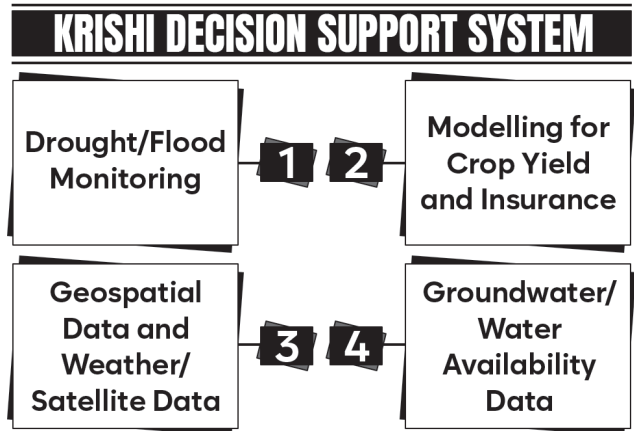 KRISHI DECISION SUPPORT SYSTEM
Drought/Flood
Monitoring
1
2
Modelling for
Crop Yield
and Insurance
Geospatial
Data and
Weather/
Satellite Data
3
4
Groundwater/
Water
Availability
Data